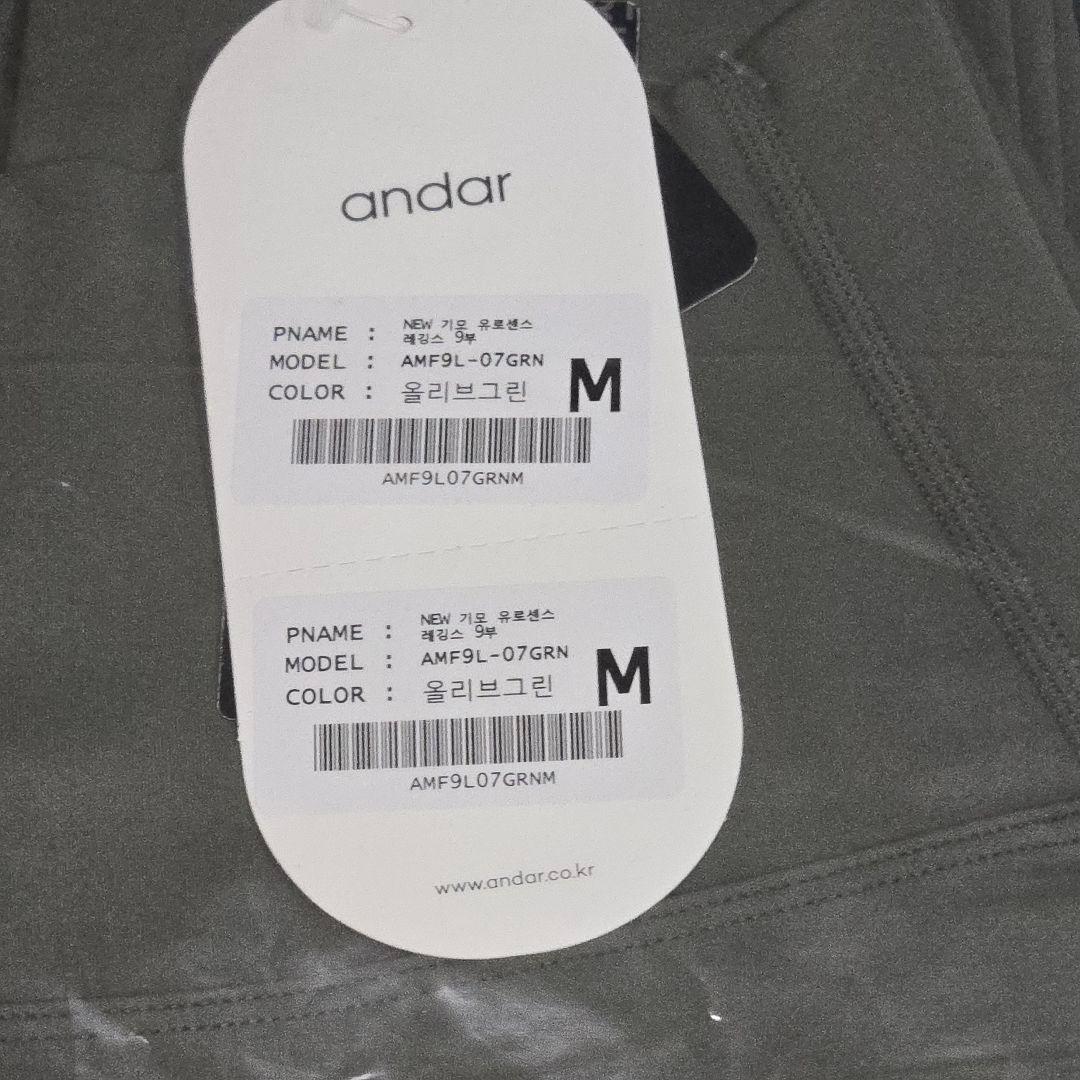 andar
PNAME : NEW 기모 유로센스
레깅스 9부
MODEL : AMF9L-07GRN
COLOR : 올리브그린
M
AMF9L07GRNM
PNAME : NEW 기모 유로센스
레깅스 9부
MODEL : AMF9L-07GRN
COLOR : 올리브그린
M
AMF9L07GRNM
www.andar.co.kr